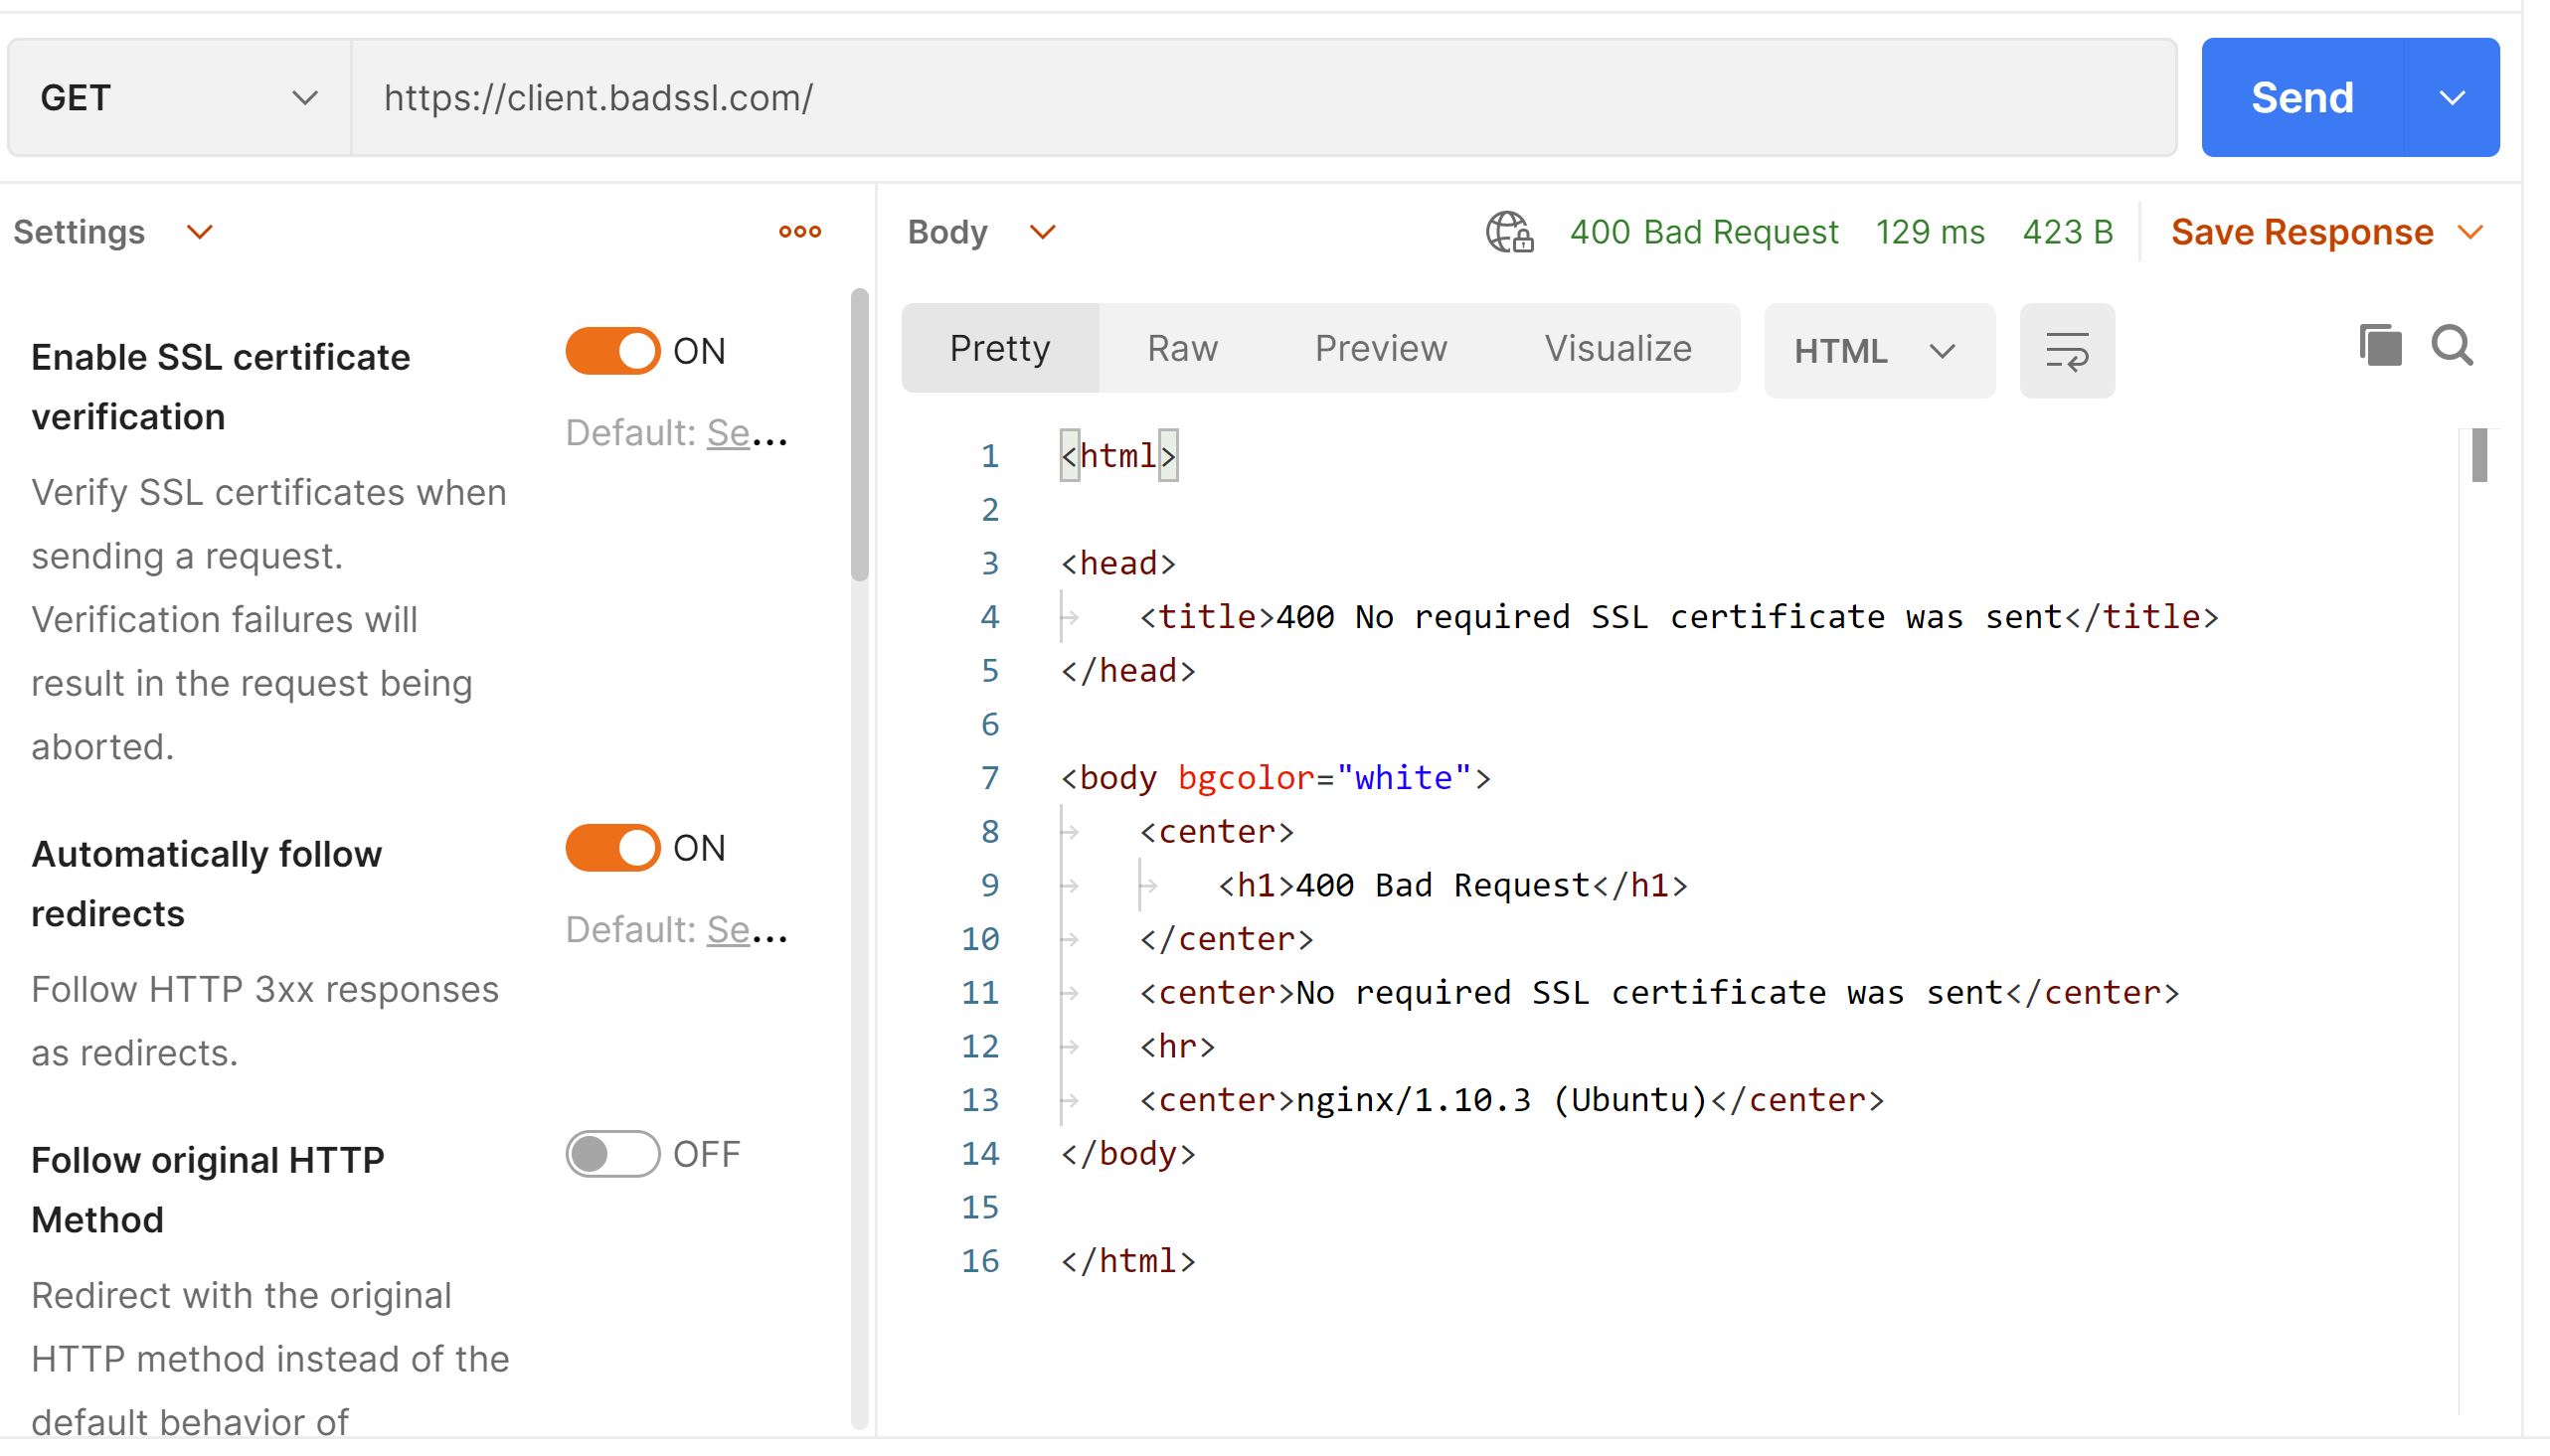 GET
https://client.badssl.com/
Send
Settings
Body
400 Bad Request
129 ms
423 B
Save Response
Enable SSL certificate
verification
ON
Default: Se...
Verify SSL certificates when
sending a request.
Verification failures will
result in the request being
aborted.
Automatically follow
redirects
ON
Default: Se...
Follow HTTP 3xx responses
as redirects.
Follow original HTTP
Method
OFF
Redirect with the original
HTTP method instead of the
default behavior of
Pretty
Raw
Preview
Visualize
HTML
1 <html>
2
3 <head>
4 <title>400 No required SSL certificate was sent</title>
5 </head>
6
7 <body bgcolor="white">
8 <center>
9 <h1>400 Bad Request</h1>
10 </center>
11 <center>No required SSL certificate was sent</center>
12 <hr>
13 <center>nginx/1.10.3 (Ubuntu)</center>
14 </body>
15
16 </html>